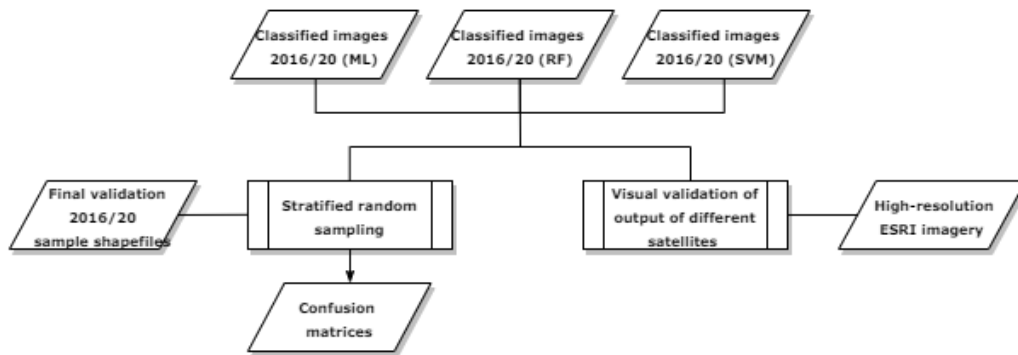 Classified images
2016/20 (ML)
Classified images
2016/20 (RF)
Classified images
2016/20 (SVM)
Final validation
2016/20
sample shapefiles
Stratified random
sampling
Visual validation of
output of different
satellites
High-resolution
ESRI imagery
Confusion
matrices